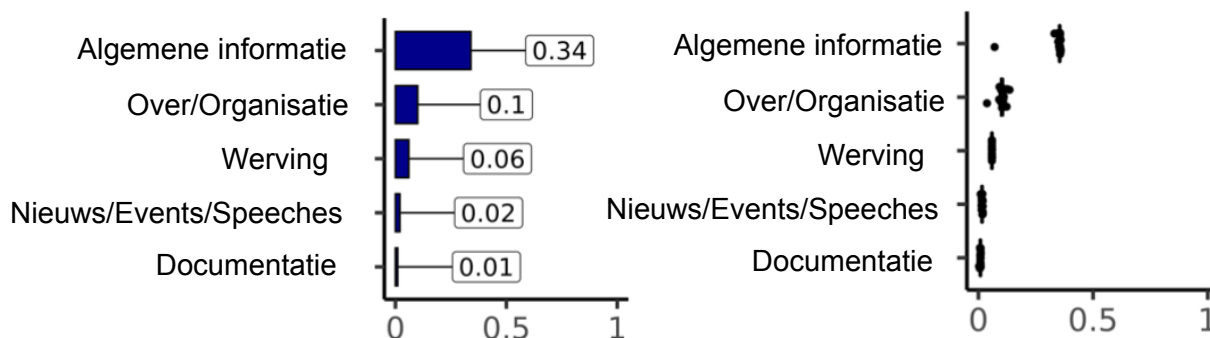 Algemene informatie
0.34
Over/Organisatie
0.1
Werving
0.06
Nieuws/Events/Speeches
0.02
Documentatie
0.01
0 0.5 1
Algemene informatie
Over/Organisatie
Werving
Nieuws/Events/Speeches
Documentatie
0 0.5 1